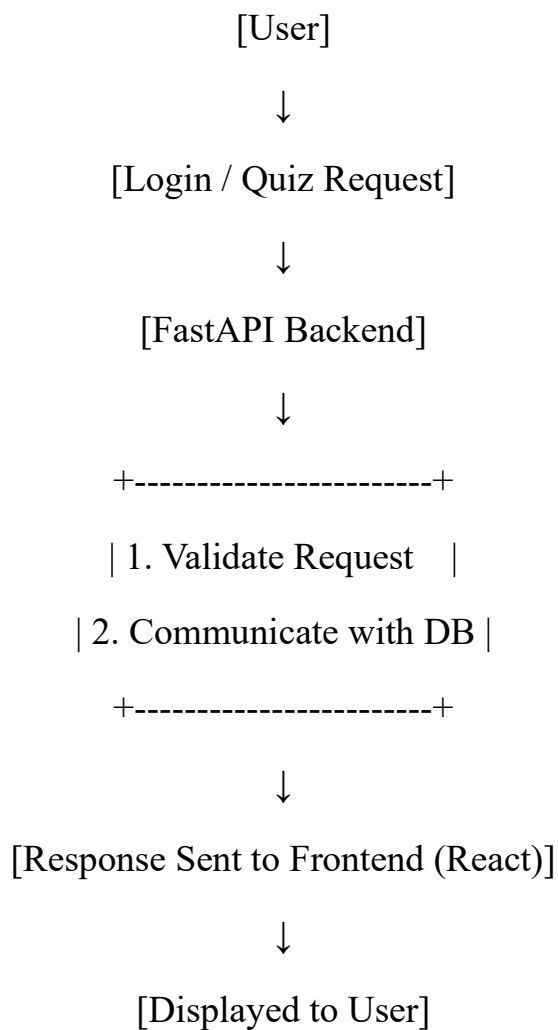 [User]
↓
[Login / Quiz Request]
↓
[FastAPI Backend]
↓
+------------------------+
| 1. Validate Request    |
| 2. Communicate with DB |
+------------------------+
↓
[Response Sent to Frontend (React)]
↓
[Displayed to User]